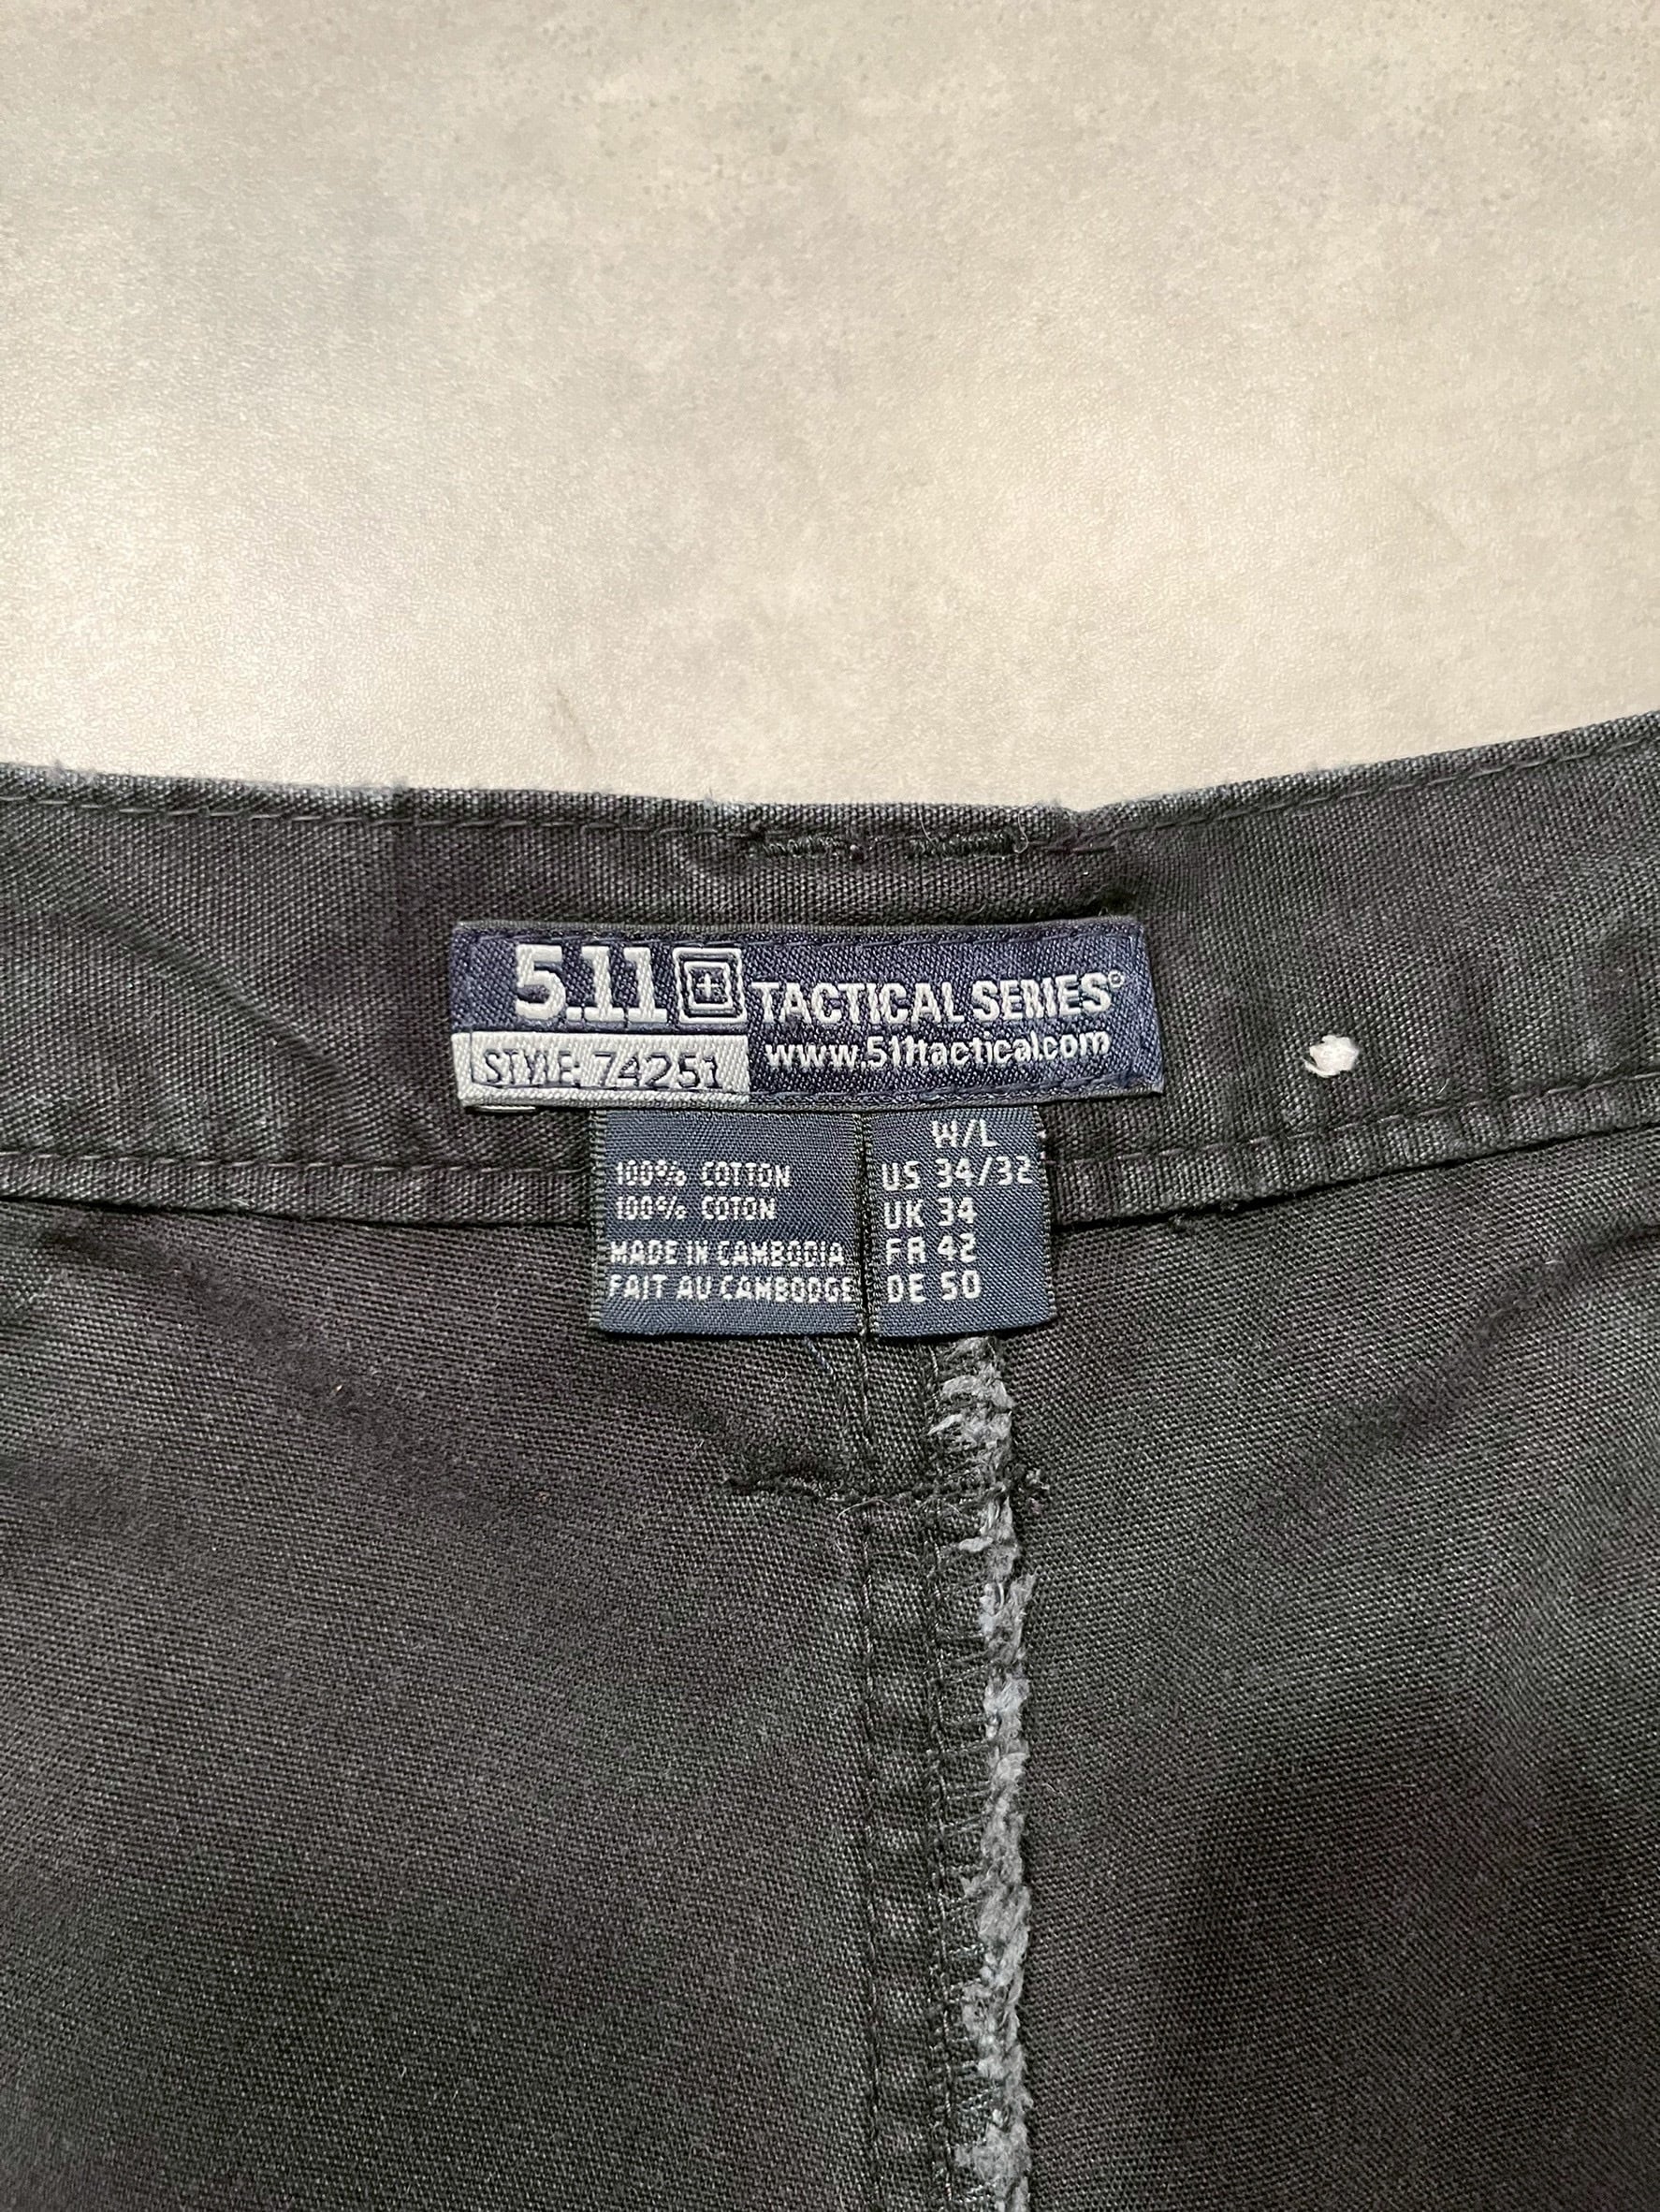 5.11 TACTICAL SERIES®
www.511tactical.com
STYLE: 74251
100% COTTON
100% COTON
MADE IN CAMBODIA
FAIT AU CAMBODGE
W/L
US 34/32
UK 34
FR 42
DE 50